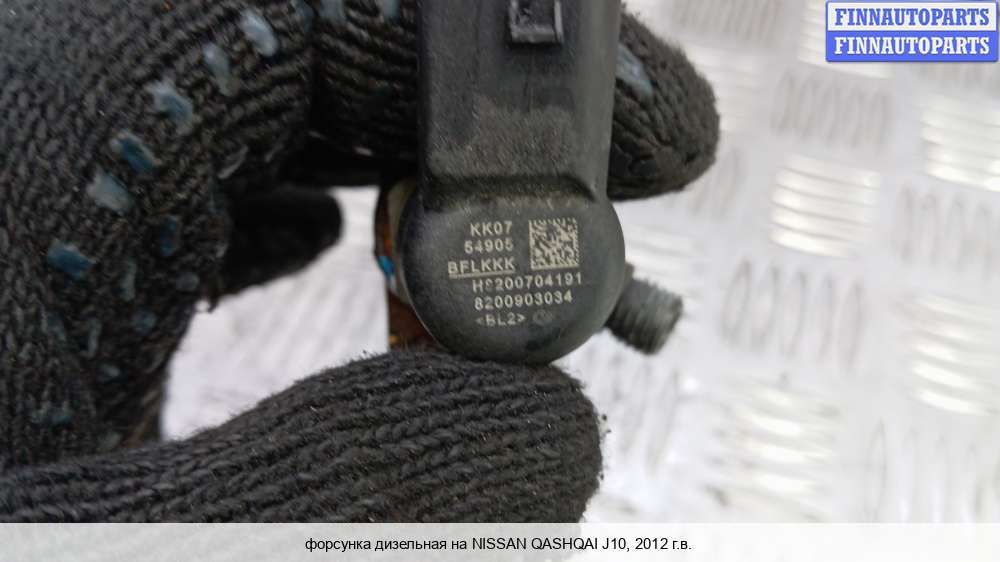 FINNAUTOPARTS
FINNAUTOPARTS
KK07
54905
BFLKKK
H8200704191
8200903034
<BL2>
форсунка дизельная на NISSAN QASHQAI J10, 2012 г.в.